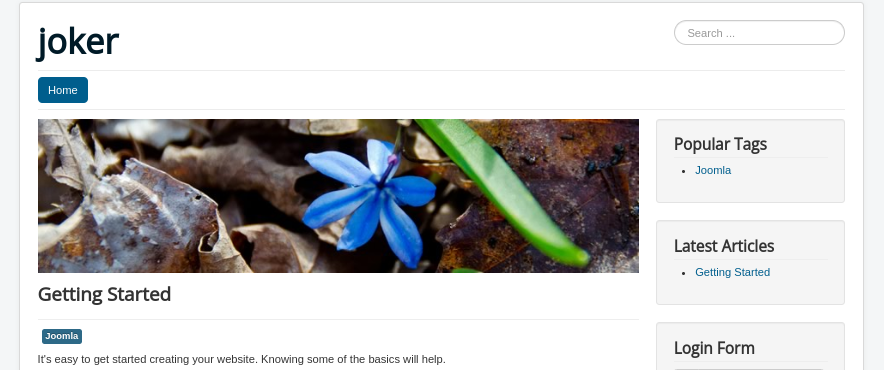 joker
Search ...
Home
Popular Tags
Joomla
Latest Articles
Getting Started
Getting Started
Joomla
It's easy to get started creating your website. Knowing some of the basics will help.
Login Form